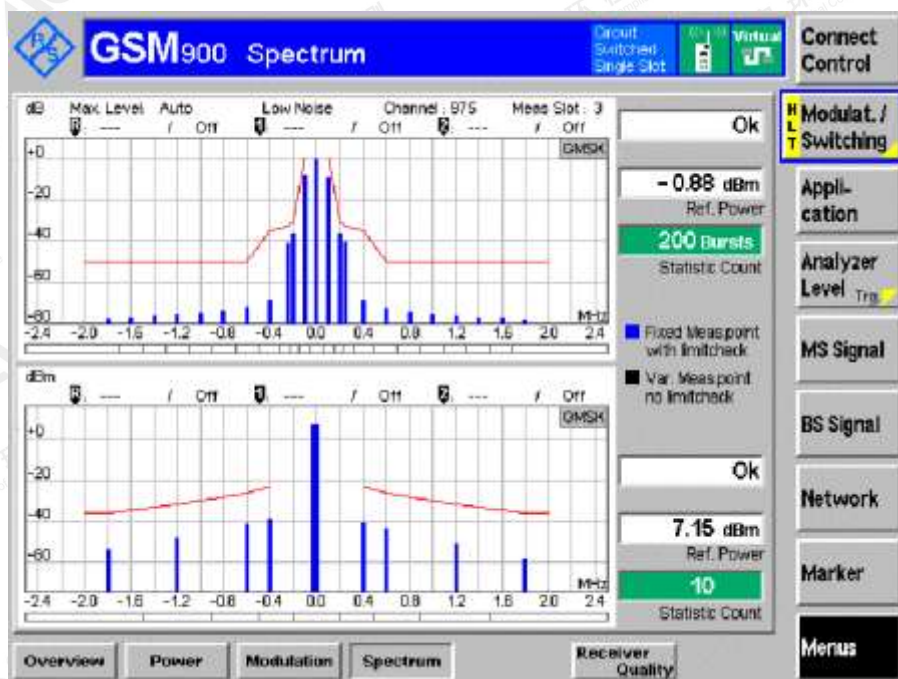 R/S
GSM900 Spectrum
Circuit
Switched
Single Slot
Virtual
Connect
Control
dB Max. Level Auto Low Noise Channel : 975 Meas Slot : 3
--- / Off 1 --- / Off 2 --- / Off
GMSK
+0
-20
-40
-60
-80
MHz
-2.4 -2.0 -1.6 -1.2 -0.8 -0.4 0.0 0.4 0.8 1.2 1.6 2.0 2.4
Ok
- 0.88 dBm
Ref. Power
200 Bursts
Statistic Count
Fixed Meas.point
with limitcheck
Var. Meas.point
no limitcheck
dBm
--- / Off --- / Off 2 --- / Off
GMSK
+0
-20
-40
-60
MHz
-2.4 -2.0 -1.6 -1.2 -0.8 -0.4 0.0 0.4 0.8 1.2 1.6 2.0 2.4
Ok
7.15 dBm
Ref. Power
10
Statistic Count
HLT
Modulat. /
Switching
Appli-
cation
Analyzer
Level Trg.
MS Signal
BS Signal
Network
Marker
Menus
Overview
Power
Modulation
Spectrum
Receiver
Quality